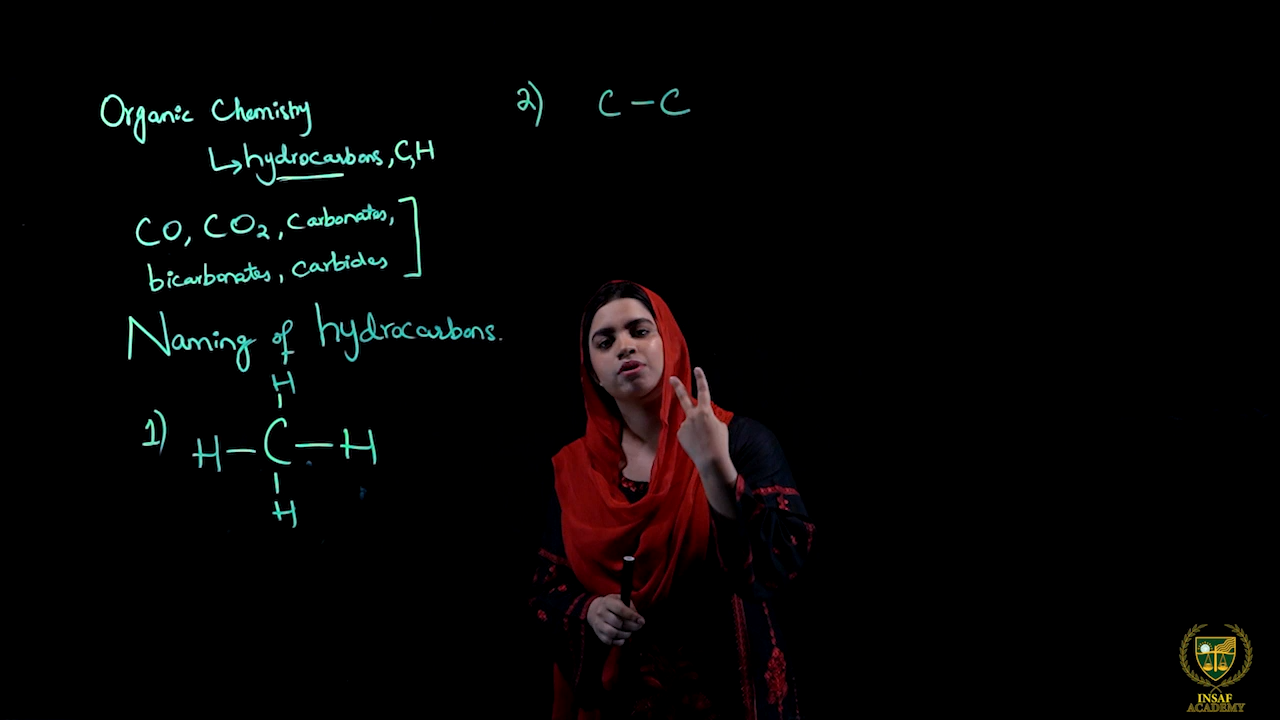 Organic Chemistry
↳ hydrocarbons, C,H
CO, CO₂, carbonates,
bicarbonates, carbides
Naming of hydrocarbons.
1)
H
H—C—H
H
2) C—C
INSAF
ACADEMY